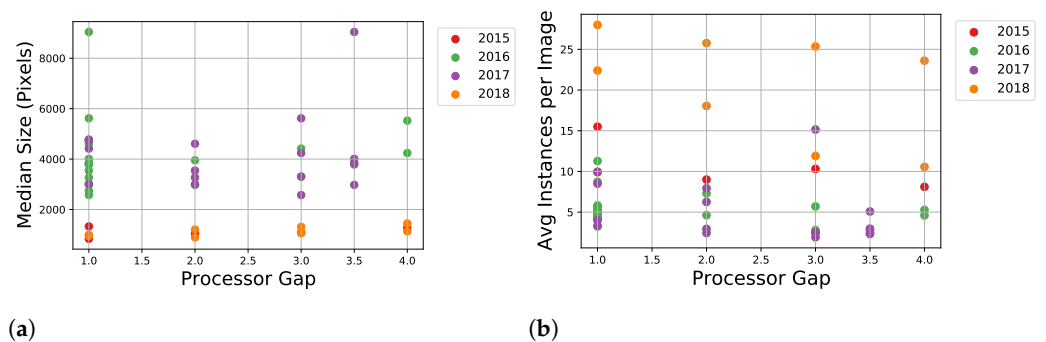 Median Size (Pixels)
8000
6000
4000
2000
1.0 1.5 2.0 2.5 3.0 3.5 4.0
Processor Gap
2015
2016
2017
2018
(a)
Avg Instances per Image
25
20
15
10
5
1.0 1.5 2.0 2.5 3.0 3.5 4.0
Processor Gap
2015
2016
2017
2018
(b)